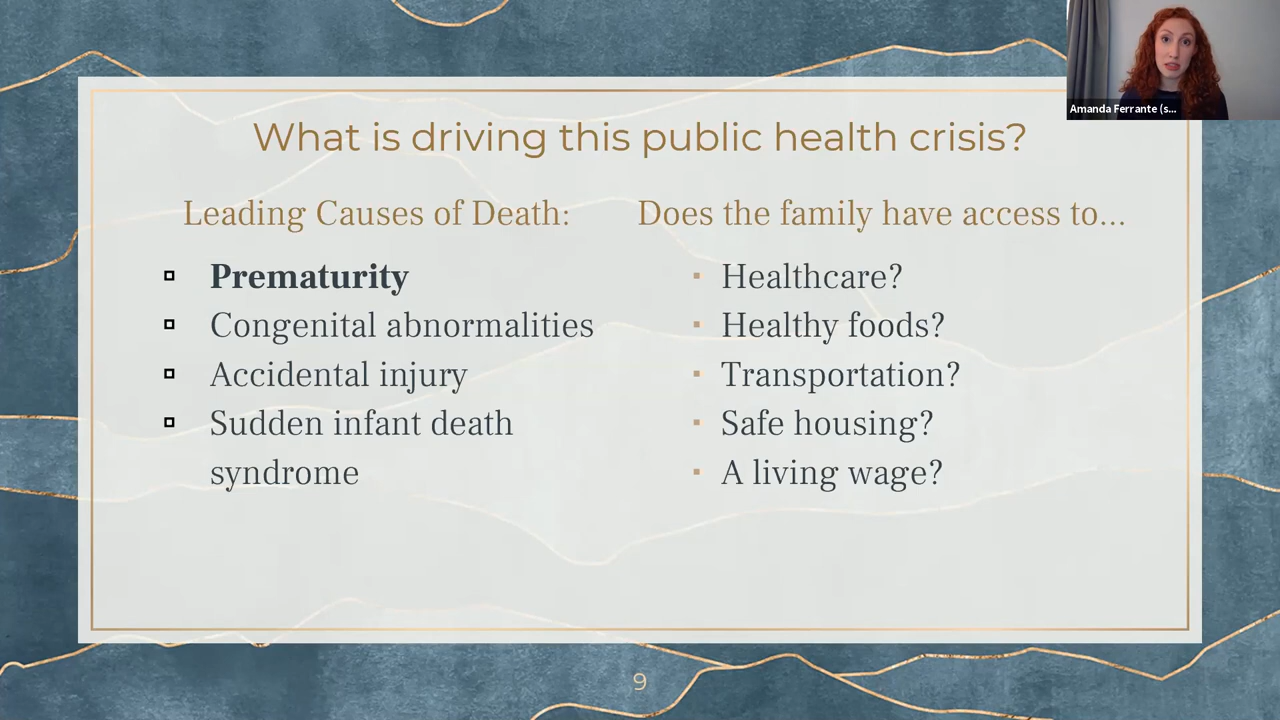 Amanda Ferrante (s...
What is driving this public health crisis?
Leading Causes of Death:
Prematurity
Congenital abnormalities
Accidental injury
Sudden infant death
syndrome
Does the family have access to...
Healthcare?
Healthy foods?
Transportation?
Safe housing?
A living wage?
9